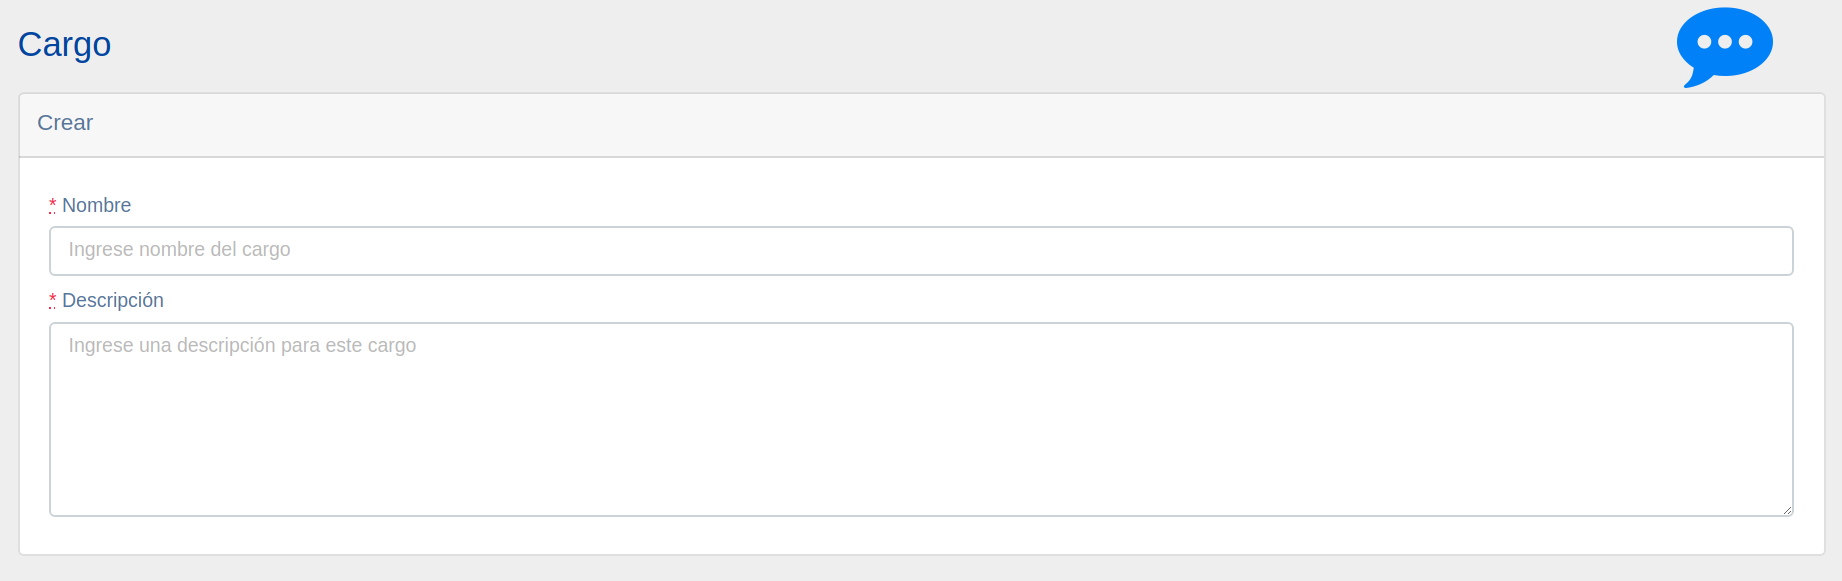 Cargo
Crear
* Nombre
Ingrese nombre del cargo
* Descripción
Ingrese una descripción para este cargo